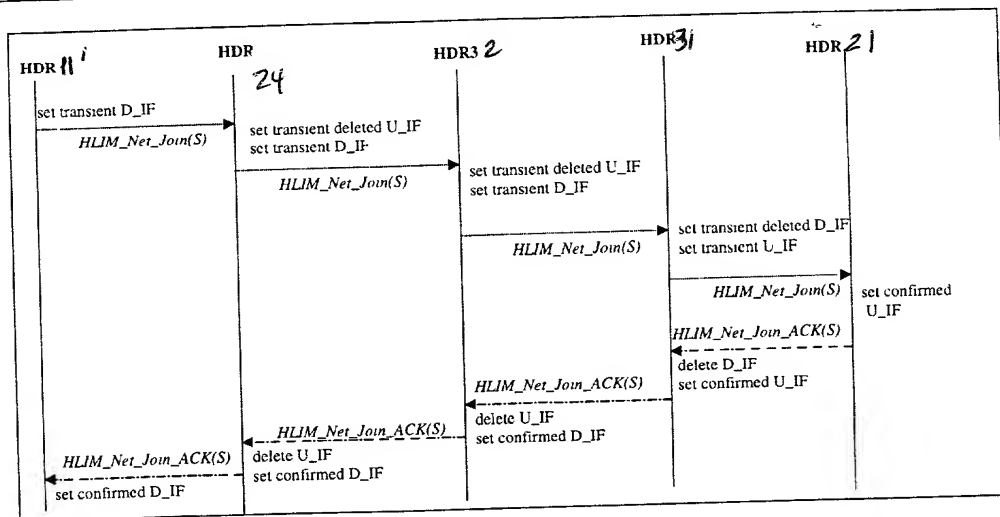 HDR 11'
HDR
24
HDR3 2
HDR 31
HDR 21
set transient D_IF
HLIM_Net_Join(S)
set transient deleted U_IF
set transient D_IF
HLIM_Net_Join(S)
set transient deleted U_IF
set transient D_IF
HLIM_Net_Join(S)
set transient deleted D_IF
set transient U_IF
HLIM_Net_Join(S)
set confirmed
U_IF
HLIM_Net_Join_ACK(S)
delete D_IF
set confirmed U_IF
HLIM_Net_Join_ACK(S)
delete U_IF
set confirmed D_IF
HLIM_Net_Join_ACK(S)
delete U_IF
set confirmed D_IF
HLIM_Net_Join_ACK(S)
set confirmed D_IF